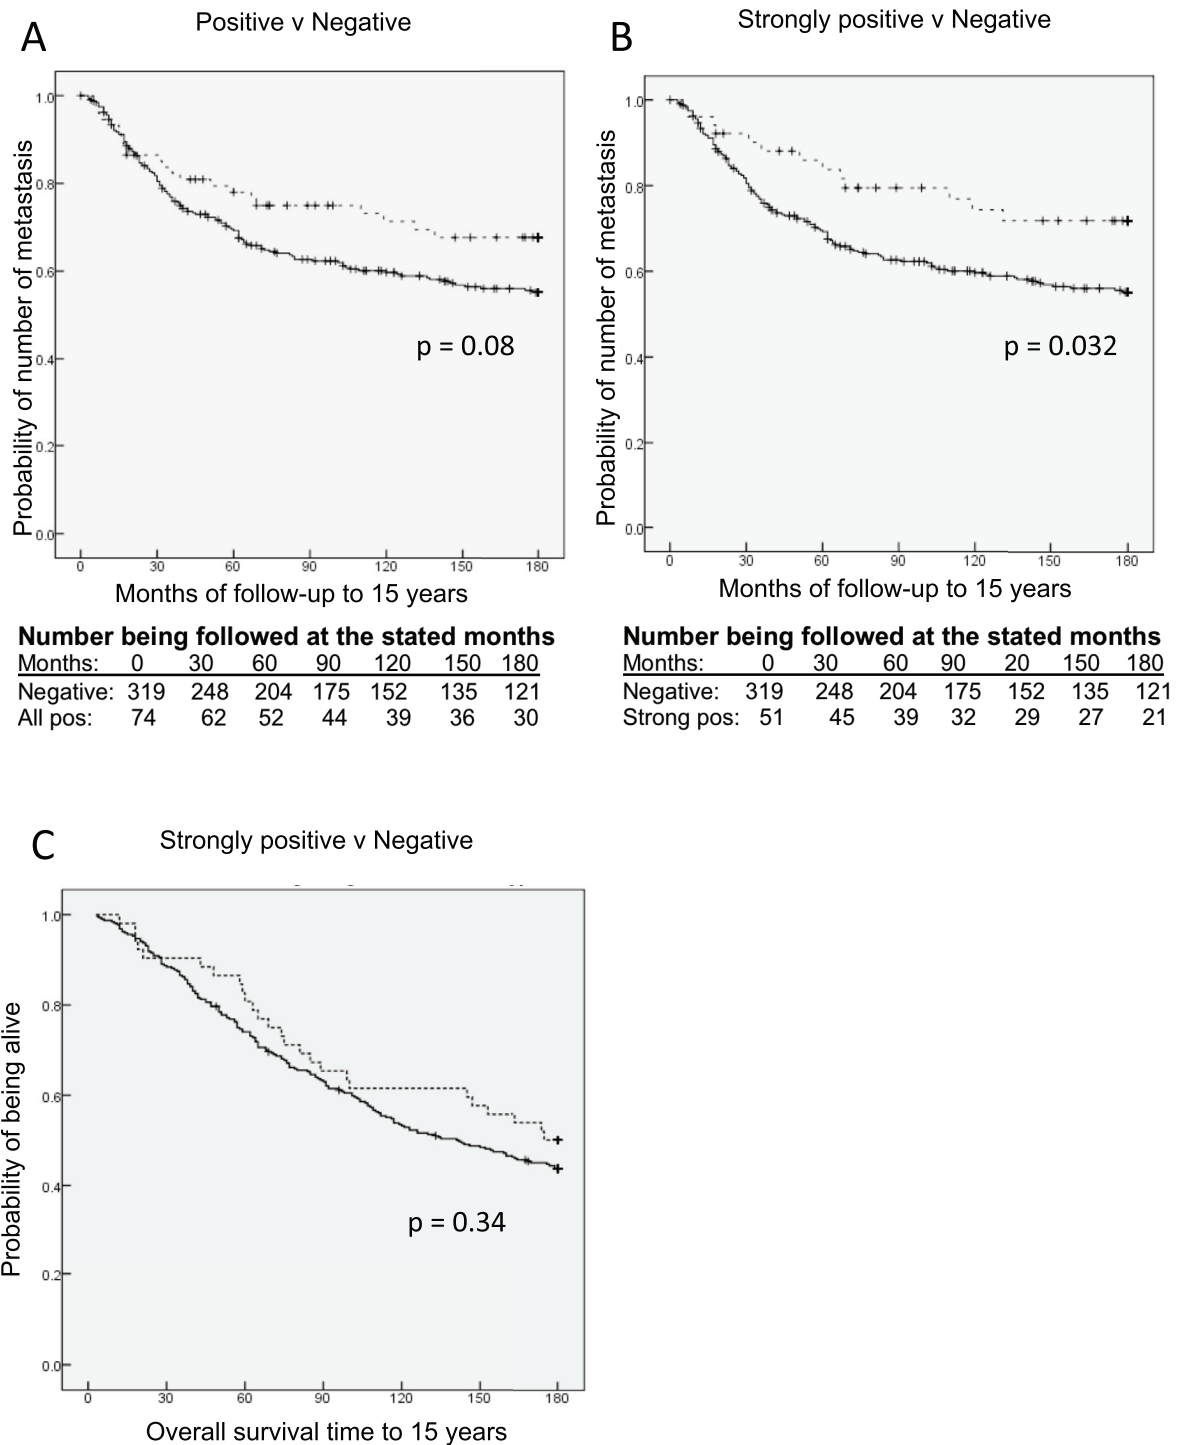 A
Positive v Negative
Probability of number of metastasis
1.0
0.8
0.6
0.4
0.2
0.0
p = 0.08
0 30 60 90 120 150 180
Months of follow-up to 15 years
Number being followed at the stated months
Months: 0 30 60 90 120 150 180
Negative: 319 248 204 175 152 135 121
All pos: 74 62 52 44 39 36 30
B
Strongly positive v Negative
Probability of number of metastasis
1.0
0.8
0.6
0.4
0.2
0.0
p = 0.032
0 30 60 90 120 150 180
Months of follow-up to 15 years
Number being followed at the stated months
Months: 0 30 60 90 20 150 180
Negative: 319 248 204 175 152 135 121
Strong pos: 51 45 39 32 29 27 21
C
Strongly positive v Negative
Probability of being alive
1.0
0.8
0.6
0.4
0.2
0.0
p = 0.34
0 30 60 90 120 150 180
Overall survival time to 15 years